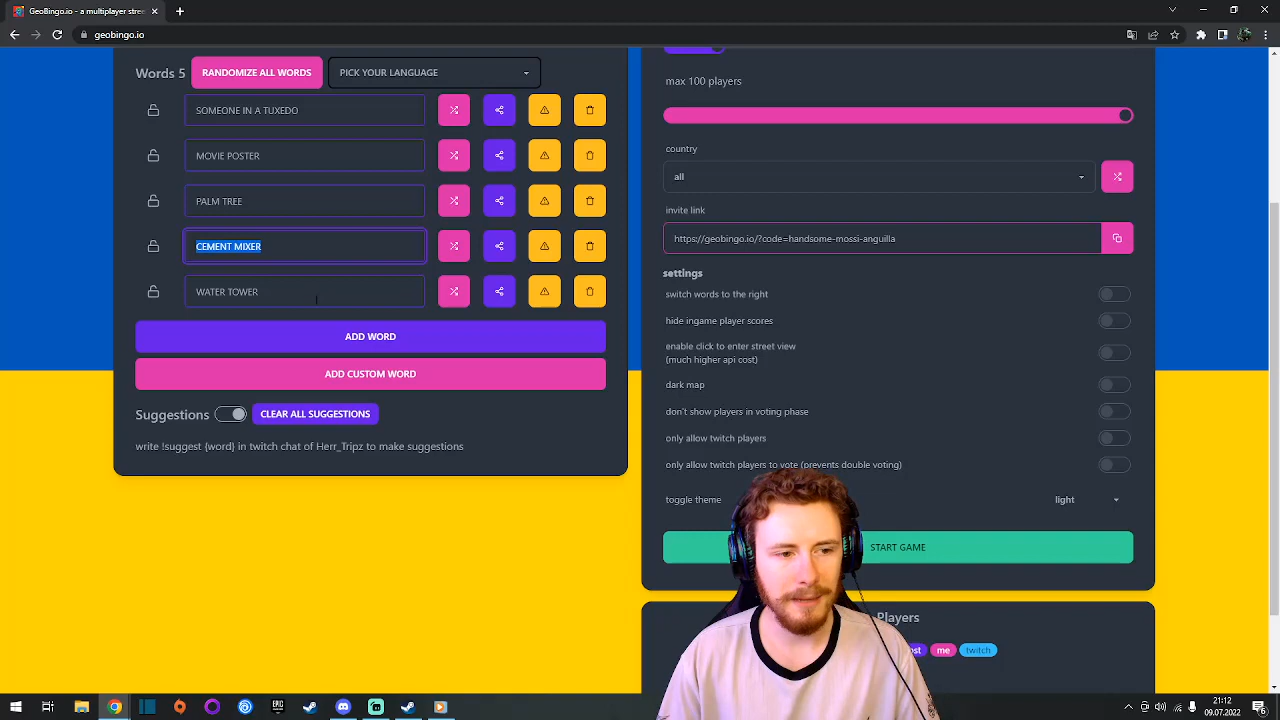 GeoBingo.io - a multiplayer stre
geobingo.io
Words 5
RANDOMIZE ALL WORDS
PICK YOUR LANGUAGE
SOMEONE IN A TUXEDO
MOVIE POSTER
PALM TREE
CEMENT MIXER
WATER TOWER
ADD WORD
ADD CUSTOM WORD
Suggestions
CLEAR ALL SUGGESTIONS
write !suggest {word} in twitch chat of Herr_Tripz to make suggestions
max 100 players
country
all
invite link
https://geobingo.io/?code=handsome-mossi-anguilla
settings
switch words to the right
hide ingame player scores
enable click to enter street view
(much higher api cost)
dark map
don't show players in voting phase
only allow twitch players
only allow twitch players to vote (prevents double voting)
toggle theme
light
START GAME
Players
me
twitch
EPIC
21:12
09.07.2022